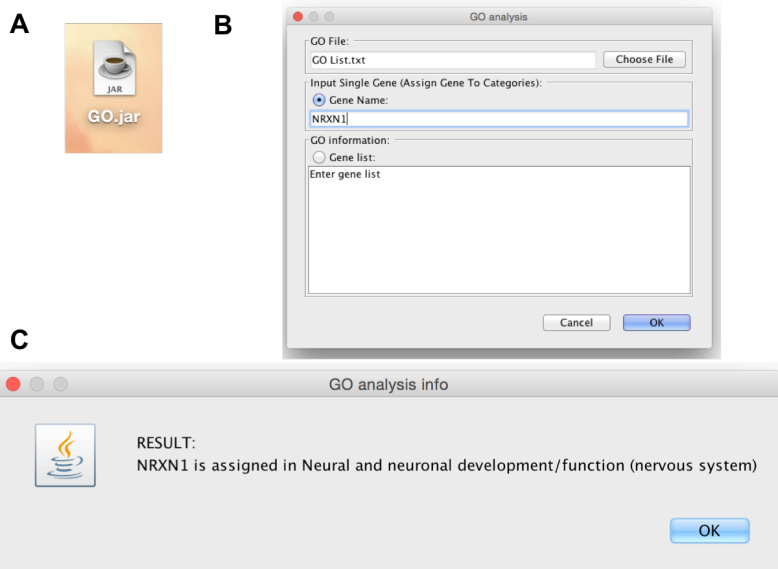 A
JAR
GO.jar
B
GO analysis
GO File:
GO List.txt
Choose File
Input Single Gene (Assign Gene To Categories):
Gene Name:
NRXN1
GO information:
Gene list:
Enter gene list
Cancel
OK
C
GO analysis info
RESULT:
NRXN1 is assigned in Neural and neuronal development/function (nervous system)
OK